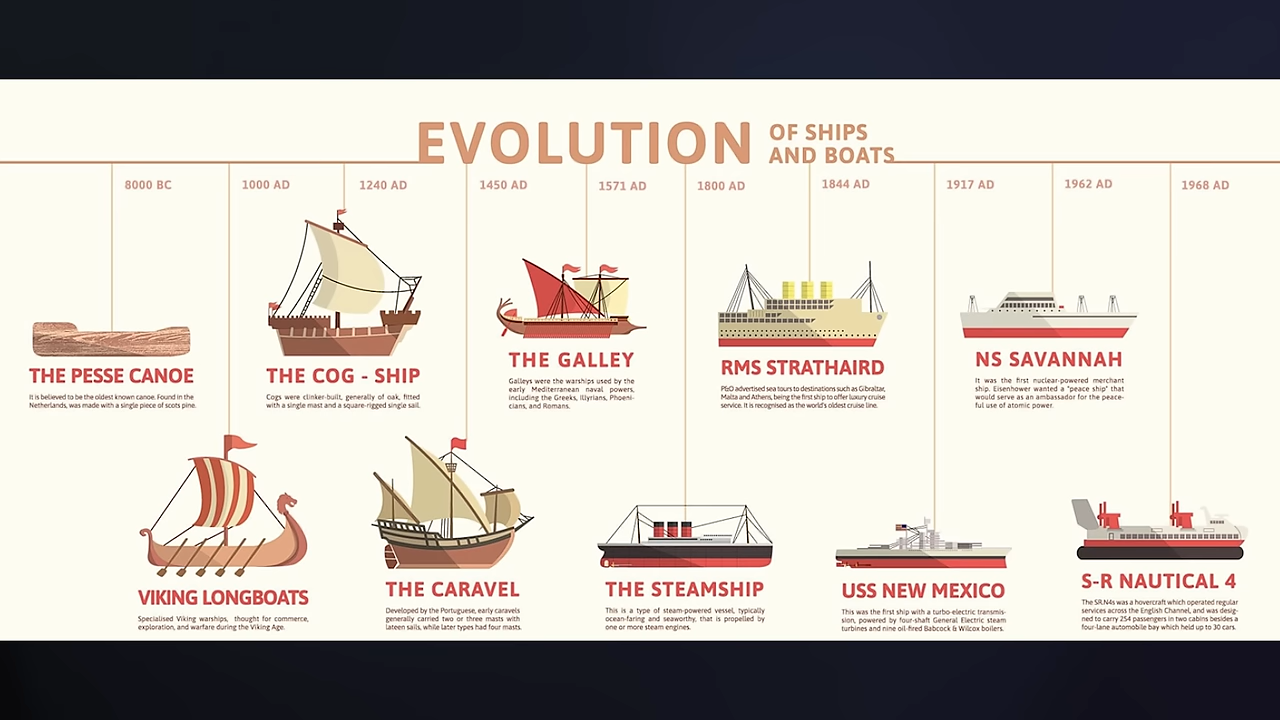 EVOLUTION
OF SHIPS
AND BOATS
8000 BC
1000 AD
1240 AD
1450 AD
1571 AD
1800 AD
1844 AD
1917 AD
1962 AD
1968 AD
THE PESSE CANOE
It is believed to be the oldest known canoe. Found in the
Netherlands, was made with a single piece of scots pine.
THE COG - SHIP
Cogs were clinker-built, generally of oak, fitted
with a single mast and a square-rigged single sail.
THE GALLEY
Galleys were the warships used by the
early Mediterranean naval powers,
including the Greeks, Illyrians, Phoeni-
cians, and Romans.
RMS STRATHAIRD
P&O advertised sea tours to destinations such as Gibraltar,
Malta and Athens, being the first ship to offer luxury cruise
service. It is recognised as the world's oldest cruise line.
NS SAVANNAH
It was the first nuclear-powered merchant
ship. Eisenhower wanted a "peace ship" that
would serve as an ambassador for the peace-
ful use of atomic power.
VIKING LONGBOATS
Specialised Viking warships, thought for commerce,
exploration, and warfare during the Viking Age.
THE CARAVEL
Developed by the Portuguese, early caravels
generally carried two or three masts with
lateen sails, while later types had four masts.
THE STEAMSHIP
This is a type of steam-powered vessel, typically
ocean-faring and seaworthy, that is propelled by
one or more steam engines.
USS NEW MEXICO
This was the first ship with a turbo-electric transmis-
sion, powered by four-shaft General Electric steam
turbines and nine oil-fired Babcock & Wilcox boilers.
S-R NAUTICAL 4
The SR.N4s was a hovercraft which operated regular
services across the English Channel, and was desig-
ned to carry 254 passengers in two cabins besides a
four-lane automobile bay which held up to 30 cars.